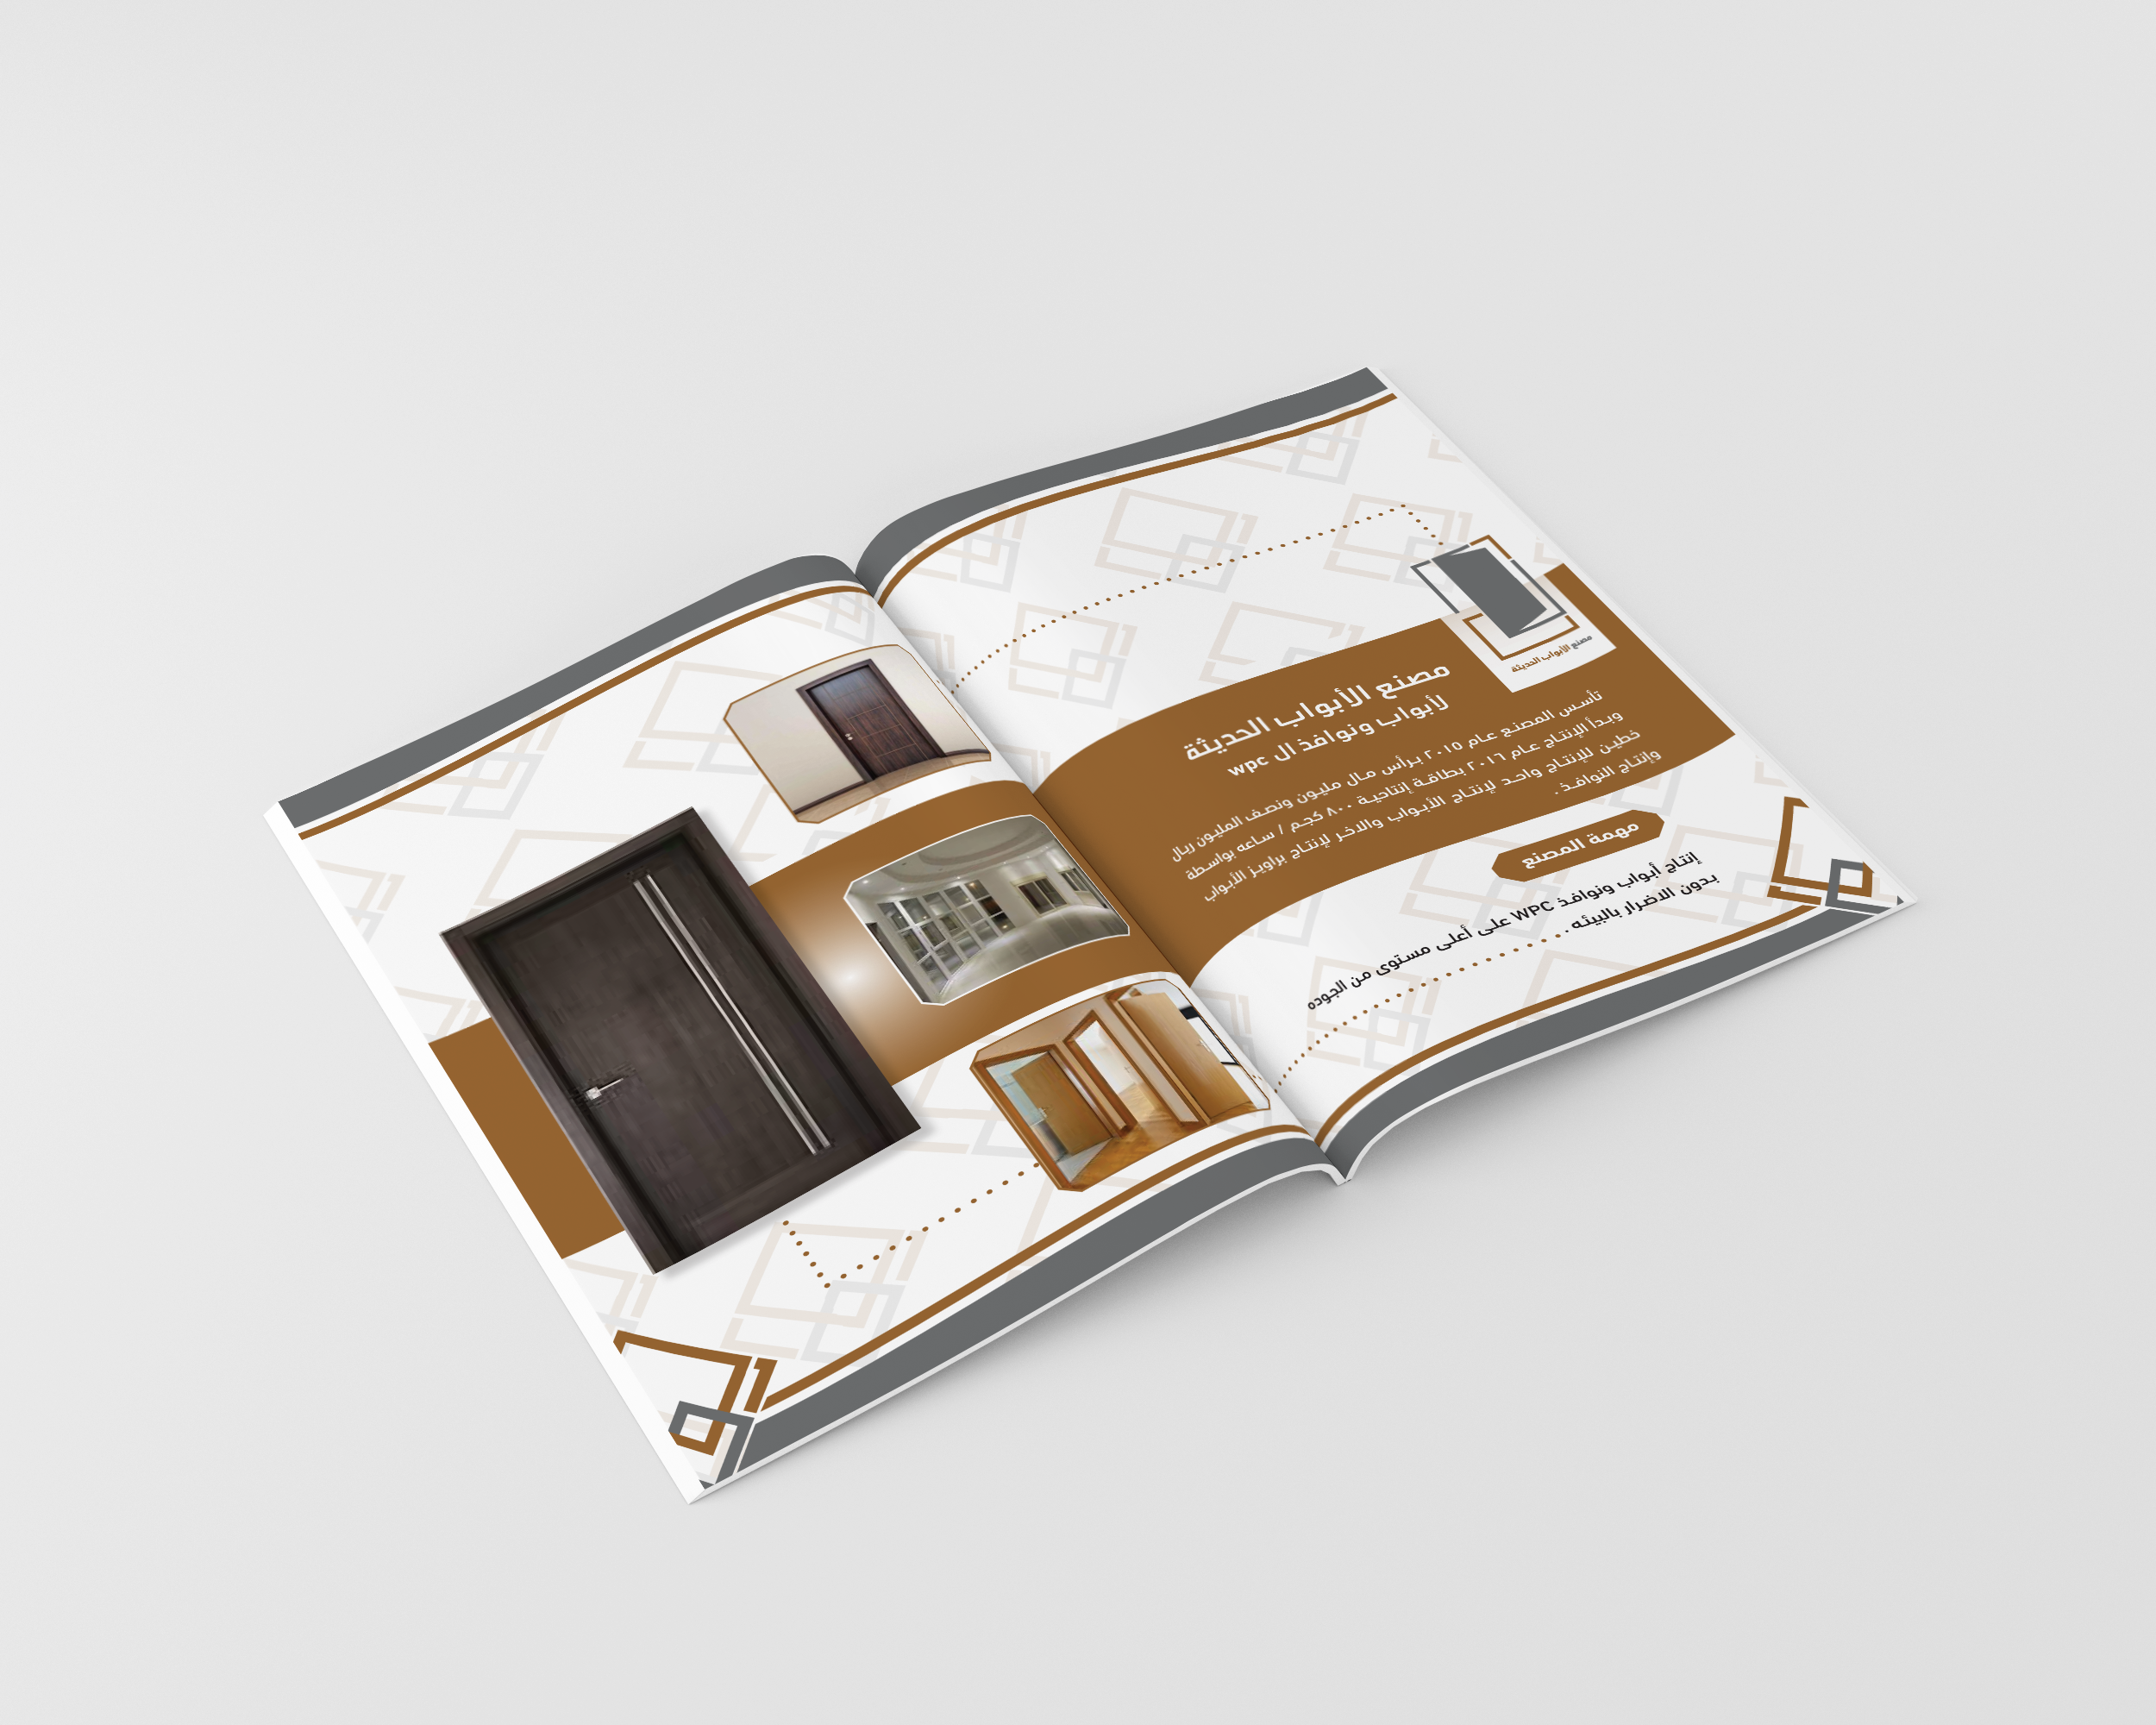 مصنع الأبواب الحديثة
مصنع الأبواب الحديثة
لأبواب ونوافذ ال wpc
تأسس المصنع عام ٢٠١٥ برأس مال مليون ونصف المليون ريال
وبدأ الإنتاج عام ٢٠١٦ بطاقة إنتاجية ٨٠٠ كجم / ساعه بواسطة
خطين للإنتاج واحد لإنتاج الأبواب والاخر لإنتاج براويز الأبواب
وإنتاج النوافذ .
مهمة المصنع
إنتاج أبواب ونوافذ WPC على أعلى مستوى من الجوده
بدون الاضرار بالبيئه .